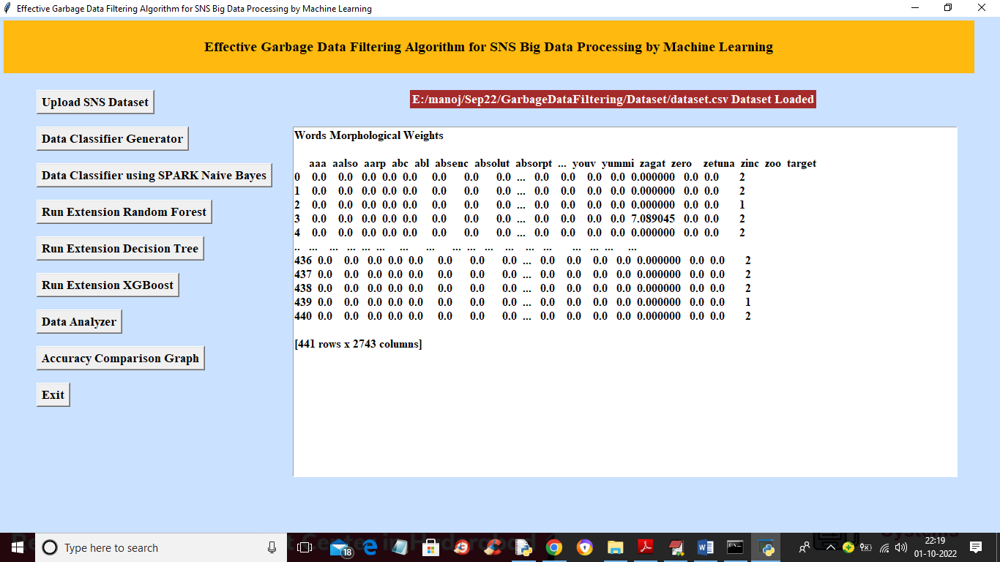 Effective Garbage Data Filtering Algorithm for SNS Big Data Processing by Machine Learning
Effective Garbage Data Filtering Algorithm for SNS Big Data Processing by Machine Learning
Upload SNS Dataset
E:/manoj/Sep22/GarbageDataFiltering/Dataset/dataset.csv Dataset Loaded
Data Classifier Generator
Data Classifier using SPARK Naive Bayes
Run Extension Random Forest
Run Extension Decision Tree
Run Extension XGBoost
Data Analyzer
Accuracy Comparison Graph
Exit
Words Morphological Weights
aaa aalso aarp abc abl absenc absolut absorpt ... youv yummi zagat zero zetuna zinc zoo target
0 0.0 0.0 0.0 0.0 0.0 0.0 0.0 0.0 ... 0.0 0.0 0.0 0.0 0.000000 0.0 0.0 2
1 0.0 0.0 0.0 0.0 0.0 0.0 0.0 0.0 ... 0.0 0.0 0.0 0.0 0.000000 0.0 0.0 2
2 0.0 0.0 0.0 0.0 0.0 0.0 0.0 0.0 ... 0.0 0.0 0.0 0.0 0.000000 0.0 0.0 1
3 0.0 0.0 0.0 0.0 0.0 0.0 0.0 0.0 ... 0.0 0.0 0.0 0.0 7.089045 0.0 0.0 2
4 0.0 0.0 0.0 0.0 0.0 0.0 0.0 0.0 ... 0.0 0.0 0.0 0.0 0.000000 0.0 0.0 2
.. ... ... ... ... ... ... ... ... ... ... ... ... ... ... ... ... ...
436 0.0 0.0 0.0 0.0 0.0 0.0 0.0 0.0 ... 0.0 0.0 0.0 0.0 0.000000 0.0 0.0 2
437 0.0 0.0 0.0 0.0 0.0 0.0 0.0 0.0 ... 0.0 0.0 0.0 0.0 0.000000 0.0 0.0 2
438 0.0 0.0 0.0 0.0 0.0 0.0 0.0 0.0 ... 0.0 0.0 0.0 0.0 0.000000 0.0 0.0 2
439 0.0 0.0 0.0 0.0 0.0 0.0 0.0 0.0 ... 0.0 0.0 0.0 0.0 0.000000 0.0 0.0 1
440 0.0 0.0 0.0 0.0 0.0 0.0 0.0 0.0 ... 0.0 0.0 0.0 0.0 0.000000 0.0 0.0 2
[441 rows x 2743 columns]
Type here to search
18
22:19
01-10-2022